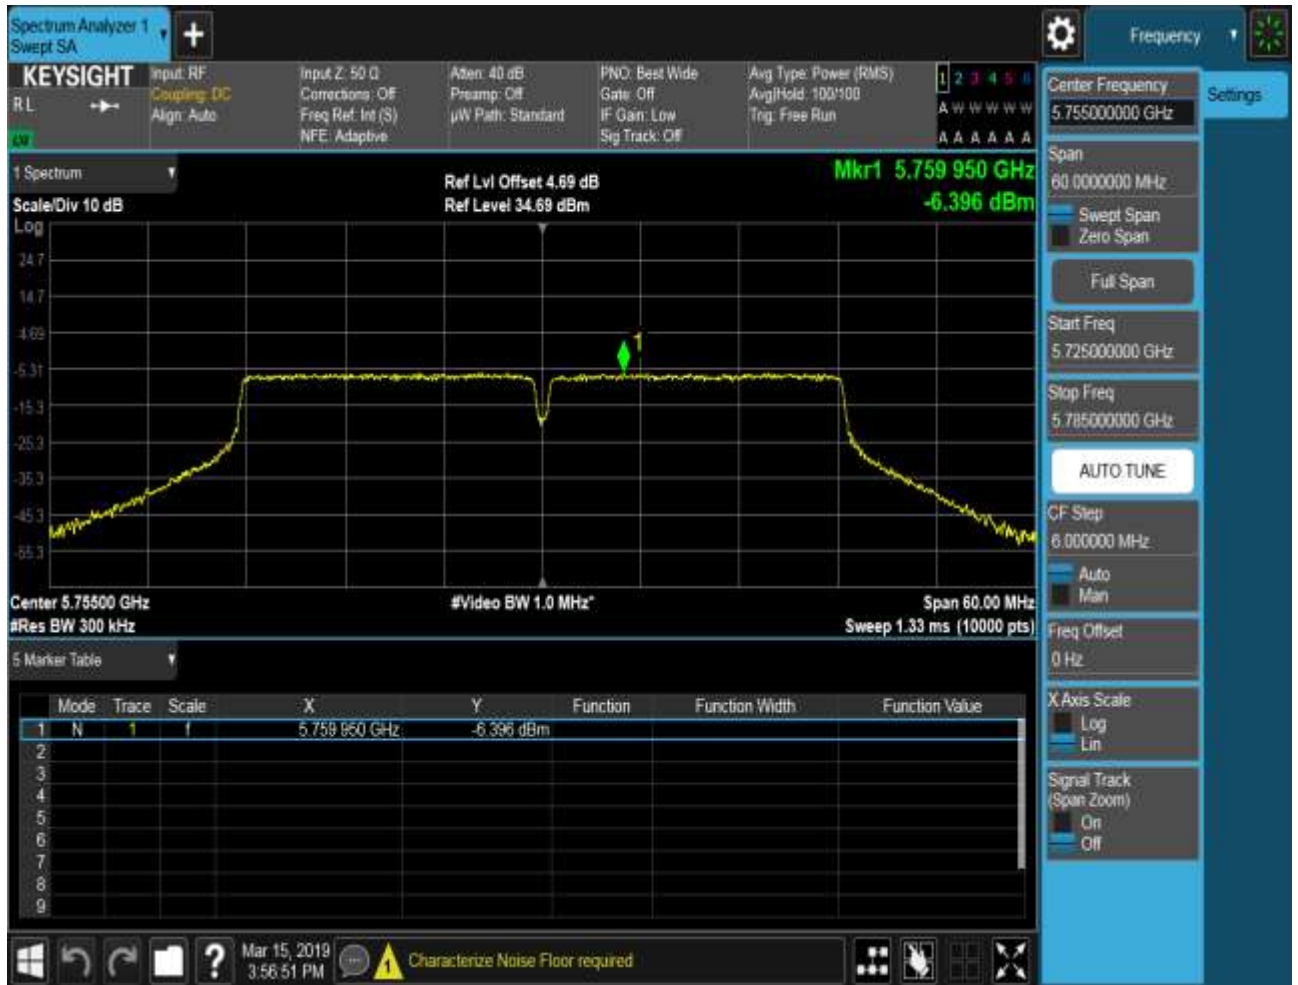 Spectrum Analyzer 1
Swept SA
+
Frequency
KEYSIGHT
RL
Input: RF
Coupling: DC
Align: Auto
Input Z: 50 Ω
Corrections: Off
Freq Ref: Int (S)
NFE: Adaptive
Atten: 40 dB
Preamp: Off
µW Path: Standard
PNO: Best Wide
Gate: Off
IF Gain: Low
Sig Track: Off
Avg Type: Power (RMS)
Avg|Hold: 100/100
Trig: Free Run
1 2 3 4 5 6
A W W W W W
A A A A A A
1 Spectrum
Scale/Div 10 dB
Ref Lvl Offset 4.69 dB
Ref Level 34.69 dBm
Mkr1 5.759 950 GHz
-6.396 dBm
Log
24.7
14.7
4.69
-5.31
-15.3
-25.3
-35.3
-45.3
-55.3
1
Center 5.75500 GHz
#Res BW 300 kHz
#Video BW 1.0 MHz*
Span 60.00 MHz
Sweep 1.33 ms (10000 pts)
5 Marker Table
Mode Trace Scale X Y Function Function Width Function Value
1 N 1 f 5.759 950 GHz -6.396 dBm
2
3
4
5
6
7
8
9
?
Mar 15, 2019
3:56:51 PM
1
Characterize Noise Floor required
Settings
Center Frequency
5.755000000 GHz
Span
60.0000000 MHz
Swept Span
Zero Span
Full Span
Start Freq
5.725000000 GHz
Stop Freq
5.785000000 GHz
AUTO TUNE
CF Step
6.000000 MHz
Auto
Man
Freq Offset
0 Hz
X Axis Scale
Log
Lin
Signal Track
(Span Zoom)
On
Off